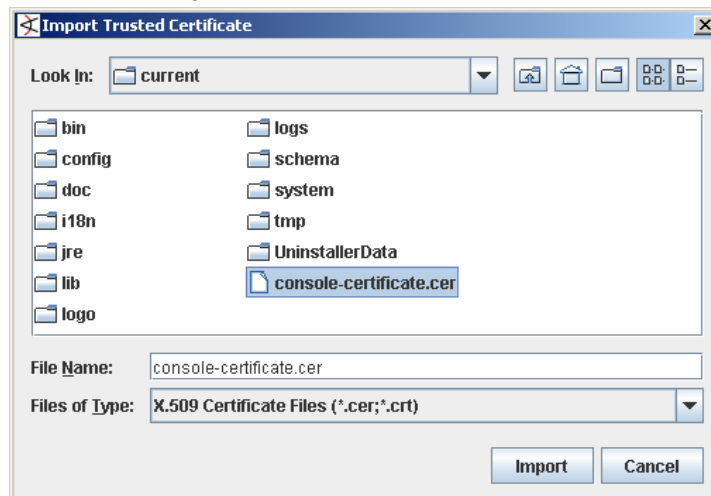 Import Trusted Certificate
Look In: current
bin
config
doc
i18n
jre
lib
logo
logs
schema
system
tmp
UninstallerData
console-certificate.cer
File Name: console-certificate.cer
Files of Type: X.509 Certificate Files (*.cer;*.crt)
Import Cancel